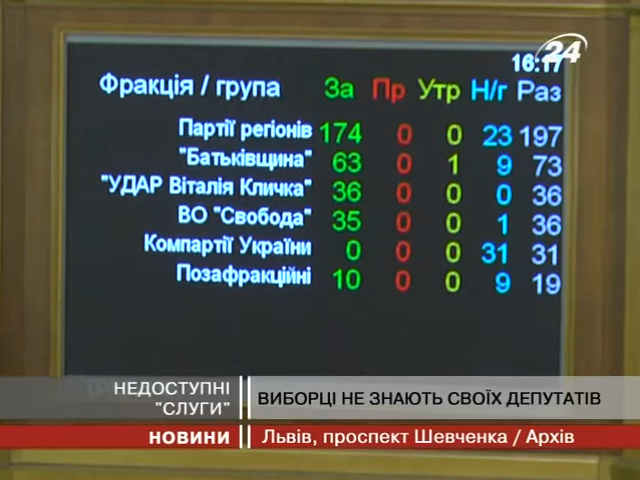 16:17 24
Фракція / група За Пр Утр Н/г Раз
Партії регіонів 174 0 0 23 197
"Батьківщина" 63 0 1 9 73
"УДАР Віталія Кличка" 36 0 0 0 36
ВО "Свобода" 35 0 0 1 36
Компартії України 0 0 0 31 31
Позафракційні 10 0 0 9 19
НЕДОСТУПНІ
"СЛУГИ"
ВИБОРЦІ НЕ ЗНАЮТЬ СВОЇХ ДЕПУТАТІВ
НОВИНИ Львів, проспект Шевченка / Архів